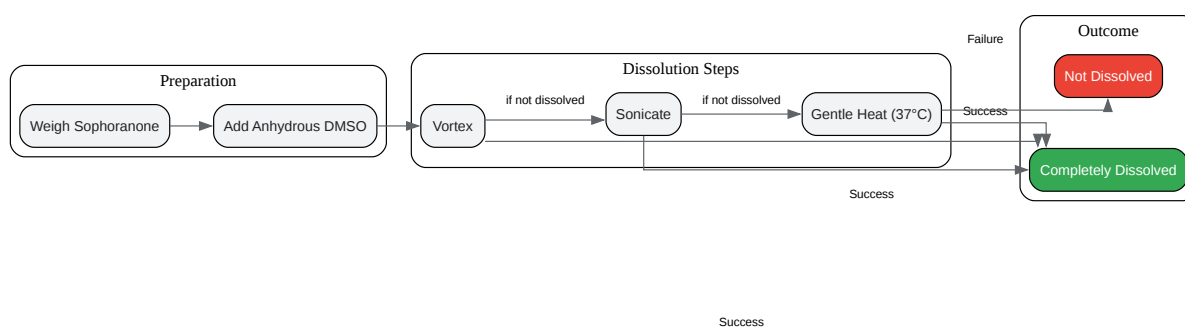 Preparation
Weigh Sophoranone
Add Anhydrous DMSO
Dissolution Steps
Vortex
if not dissolved
Sonicate
if not dissolved
Gentle Heat (37°C)
Failure
Success
Outcome
Not Dissolved
Completely Dissolved
Success
Success